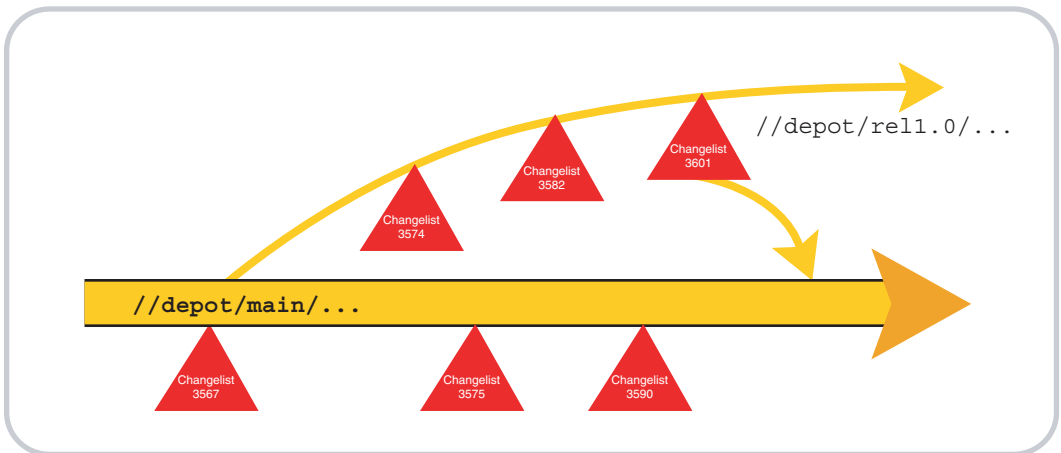 //depot/rel1.0/...
Changelist
3601
Changelist
3582
Changelist
3574
//depot/main/...
Changelist
3567
Changelist
3575
Changelist
3590